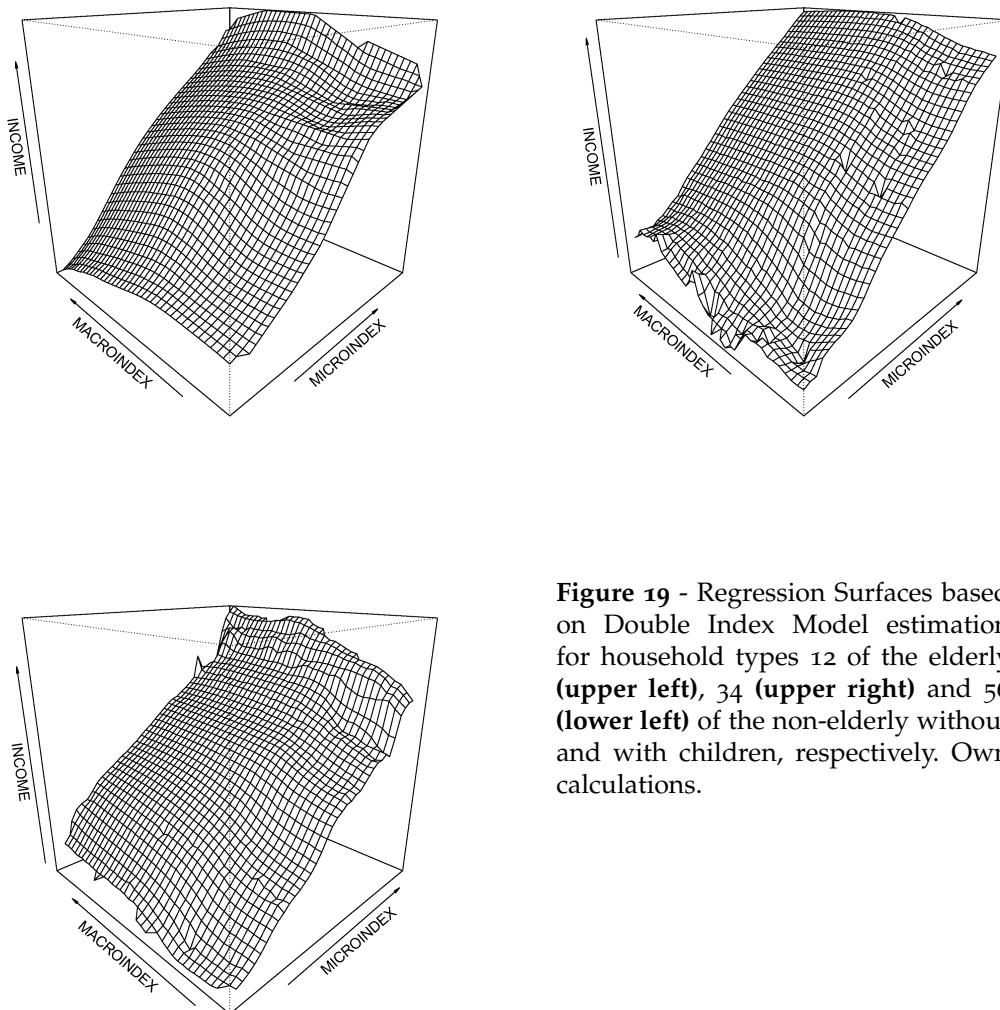 INCOME
MACROINDEX
MICROINDEX
INCOME
MACROINDEX
MICROINDEX
INCOME
MACROINDEX
MICROINDEX
Figure 19 - Regression Surfaces based
on Double Index Model estimation
for household types 12 of the elderly
(upper left), 34 (upper right) and
(lower left) of the non-elderly withou
and with children, respectively. Own
calculations.